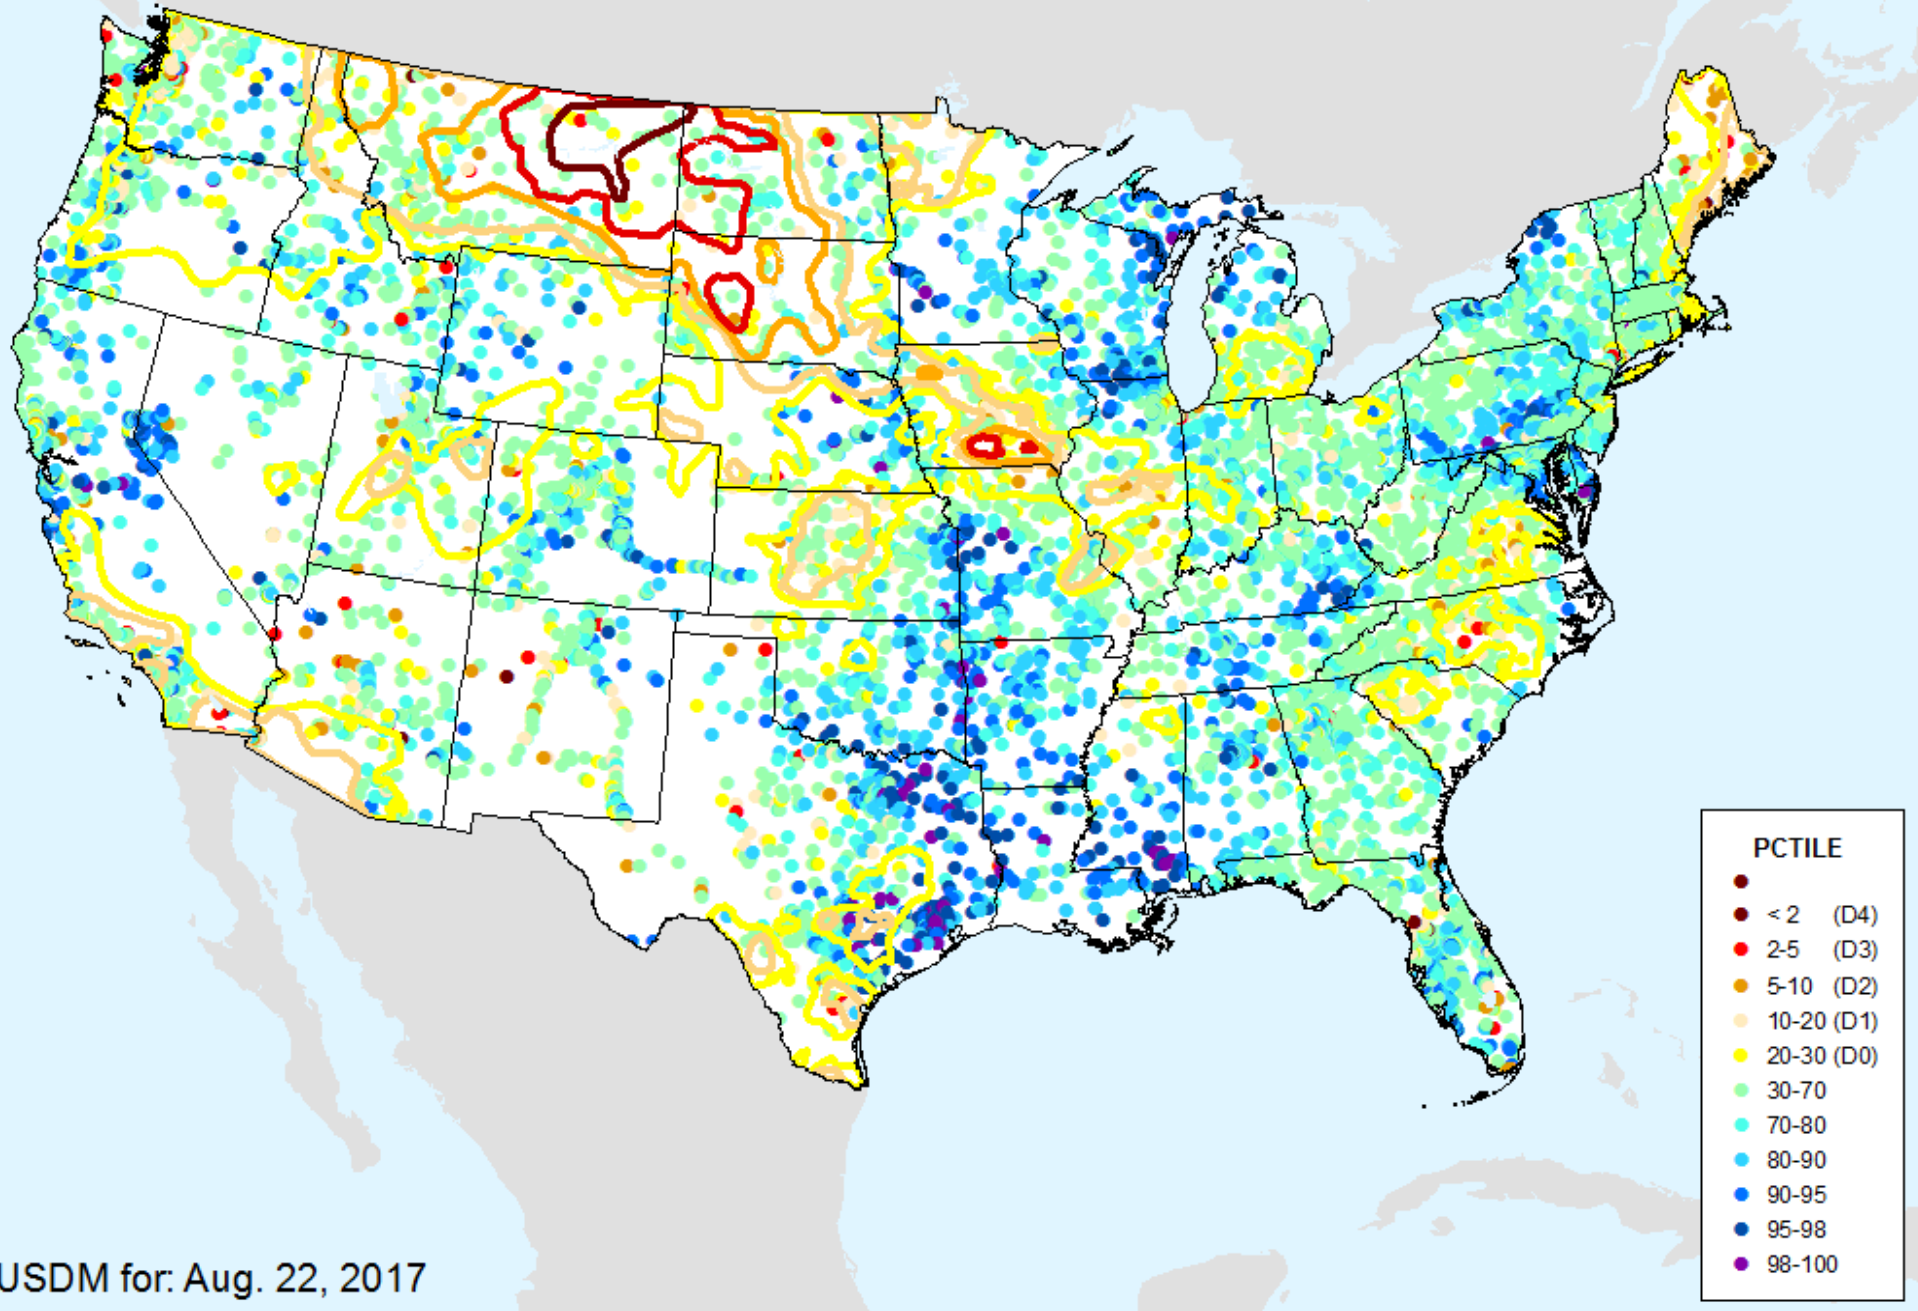 PCTILE
< 2 (D4)
2-5 (D3)
5-10 (D2)
10-20 (D1)
20-30 (D0)
30-70
70-80
80-90
90-95
95-98
98-100
USDM for: Aug. 22, 2017